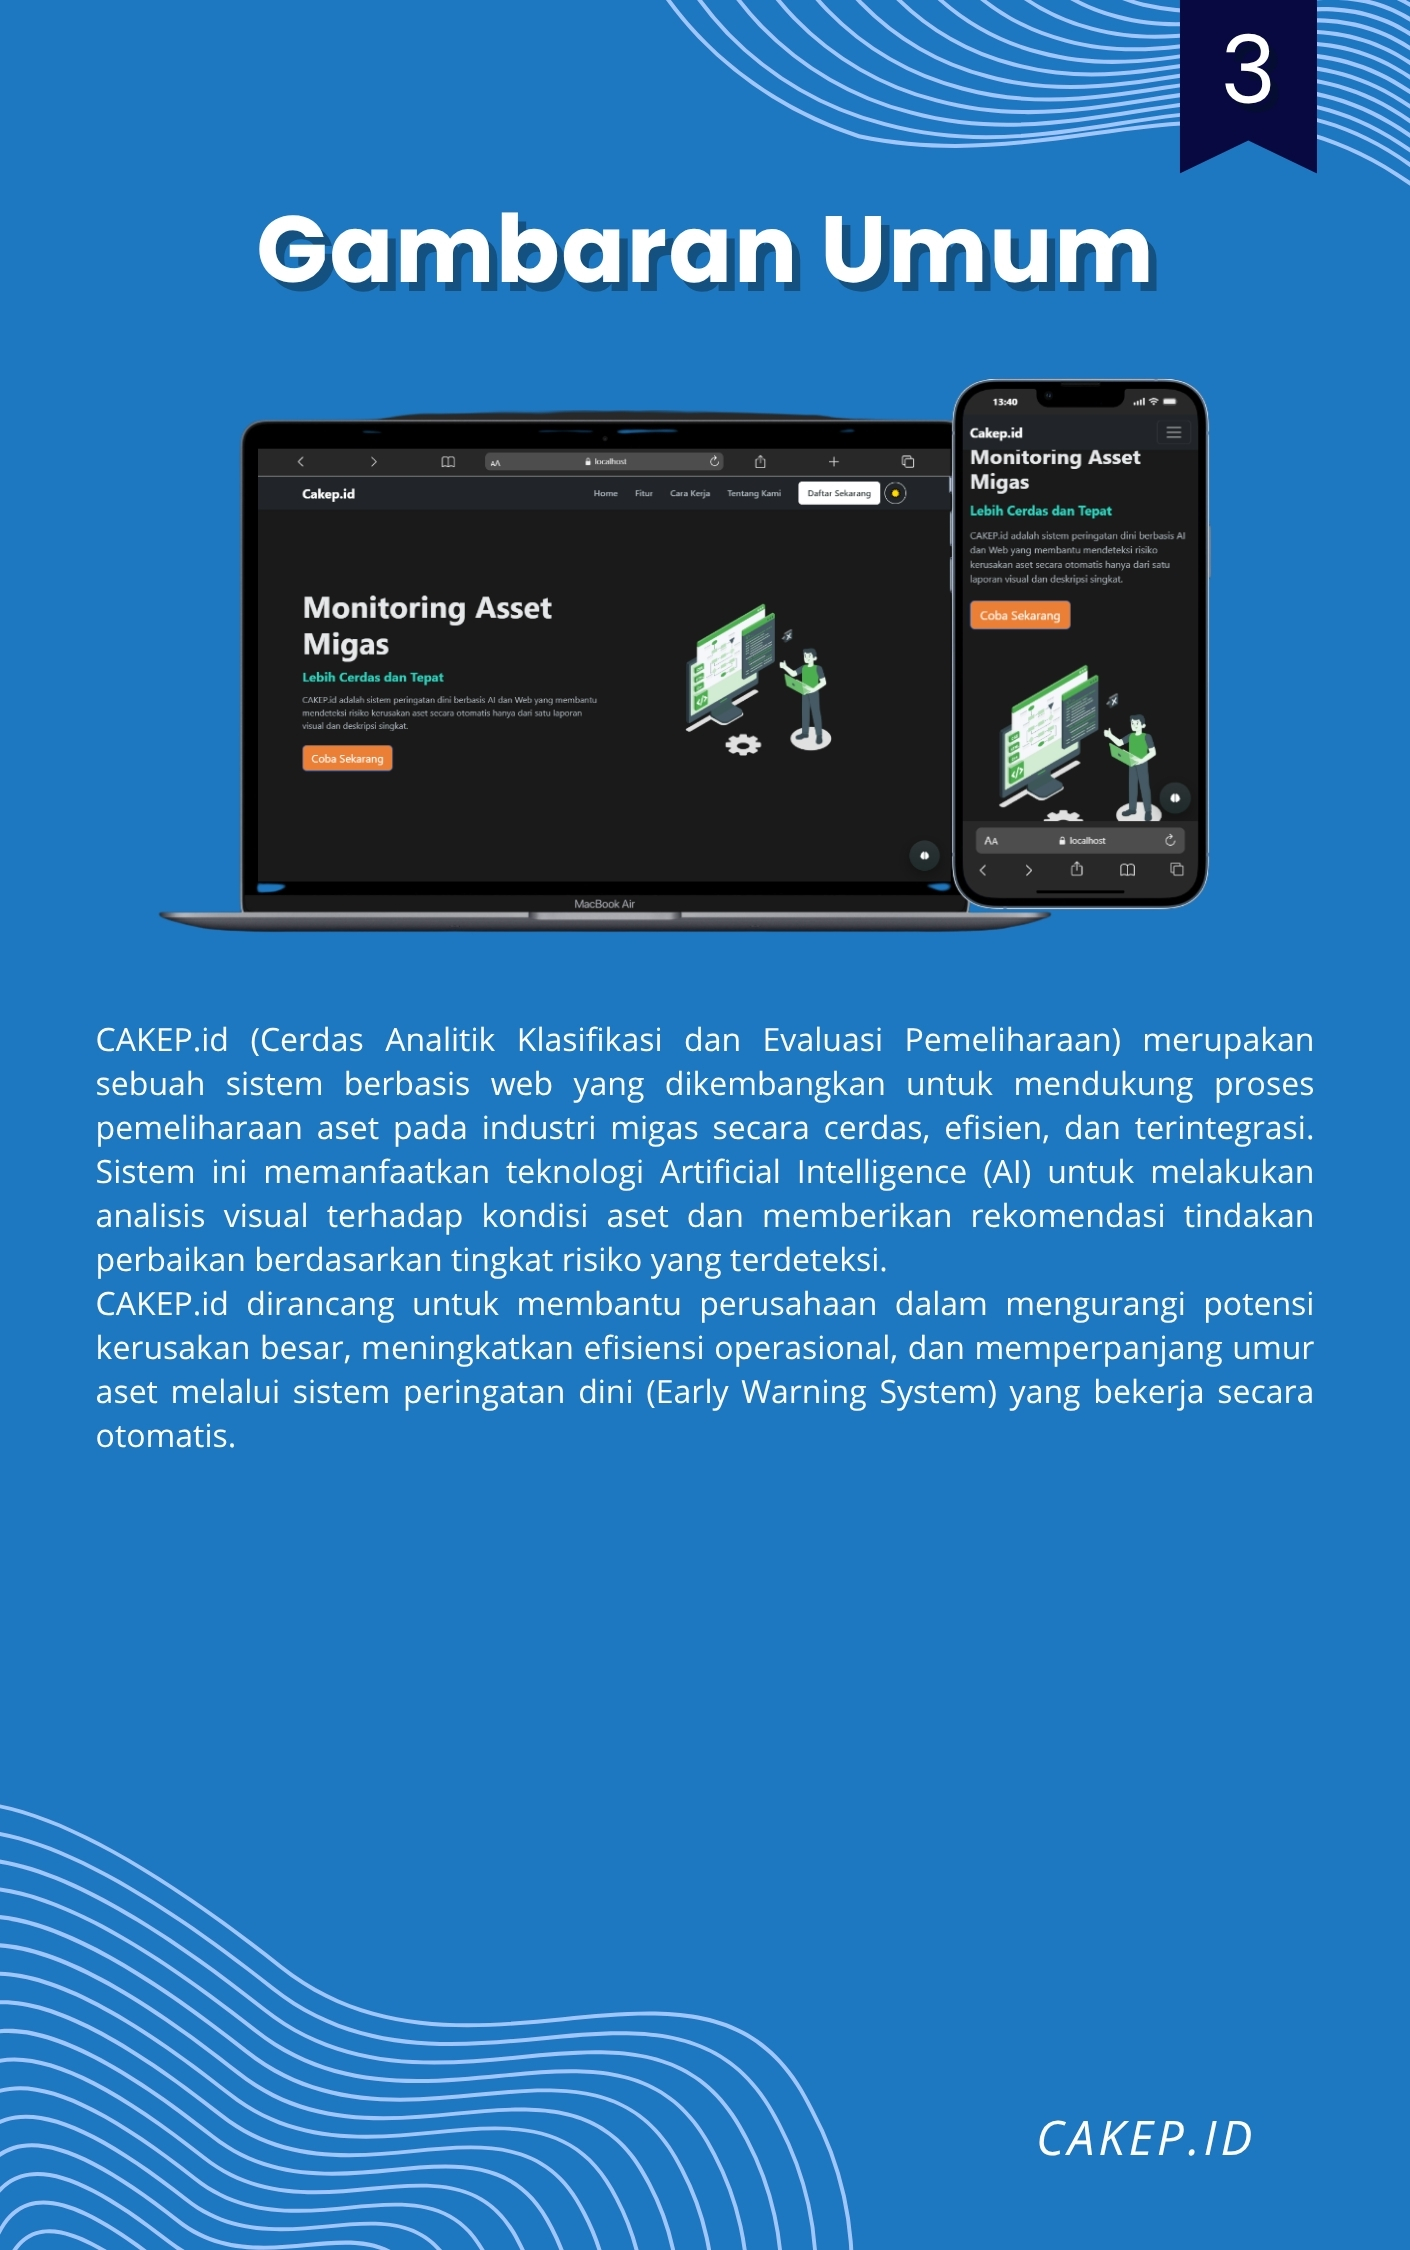 3
Gambaran Umum
AA
localhost
Cakep.id
Home Fitur Cara Kerja Tentang Kami Daftar Sekarang
Monitoring Asset
Migas
Lebih Cerdas dan Tepat
CAKEP.id adalah sistem peringatan dini berbasis AI dan Web yang membantu
mendeteksi risiko kerusakan aset secara otomatis hanya dari satu laporan
visual dan deskripsi singkat.
Coba Sekarang
MacBook Air
13:40
Cakep.id
Monitoring Asset
Migas
Lebih Cerdas dan Tepat
CAKEP.id adalah sistem peringatan dini berbasis AI
dan Web yang membantu mendeteksi risiko
kerusakan aset secara otomatis hanya dari satu
laporan visual dan deskripsi singkat.
Coba Sekarang
AA
localhost
CAKEP.id (Cerdas Analitik Klasifikasi dan Evaluasi Pemeliharaan) merupakan
sebuah sistem berbasis web yang dikembangkan untuk mendukung proses
pemeliharaan aset pada industri migas secara cerdas, efisien, dan terintegrasi.
Sistem ini memanfaatkan teknologi Artificial Intelligence (AI) untuk melakukan
analisis visual terhadap kondisi aset dan memberikan rekomendasi tindakan
perbaikan berdasarkan tingkat risiko yang terdeteksi.
CAKEP.id dirancang untuk membantu perusahaan dalam mengurangi potensi
kerusakan besar, meningkatkan efisiensi operasional, dan memperpanjang umur
aset melalui sistem peringatan dini (Early Warning System) yang bekerja secara
otomatis.
CAKEP.ID